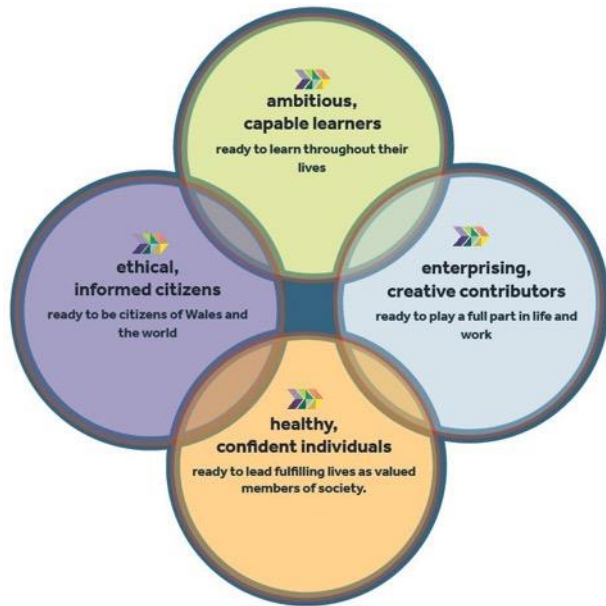 ambitious,
capable learners
ready to learn throughout their
lives
ethical,
informed citizens
ready to be citizens of Wales and
the world
enterprising,
creative contributors
ready to play a full part in life and
work
healthy,
confident individuals
ready to lead fulfilling lives as valued
members of society.